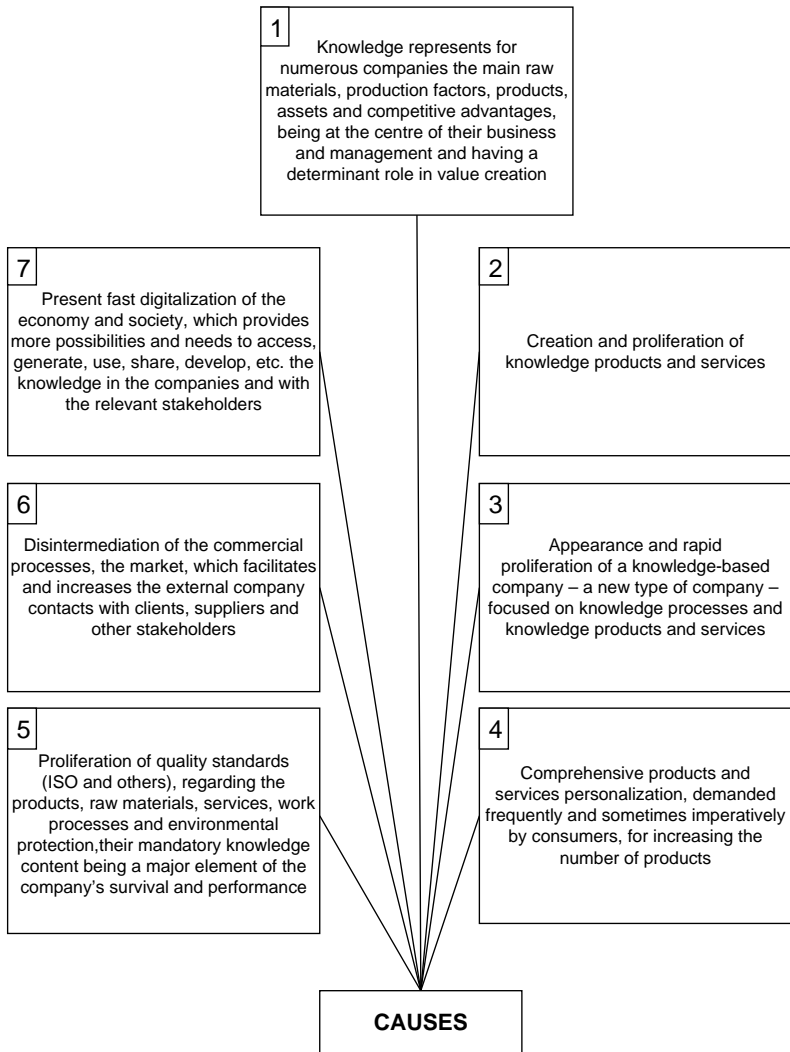 1
Knowledge represents for
numerous companies the main raw
materials, production factors, products,
assets and competitive advantages,
being at the centre of their business
and management and having a
determinant role in value creation
7
Present fast digitalization of the
economy and society, which provides
more possibilities and needs to access,
generate, use, share, develop, etc. the
knowledge in the companies and with
the relevant stakeholders
2
Creation and proliferation of
knowledge products and services
6
Disintermediation of the commercial
processes, the market, which facilitates
and increases the external company
contacts with clients, suppliers and
other stakeholders
3
Appearance and rapid
proliferation of a knowledge-based
company – a new type of company –
focused on knowledge processes and
knowledge products and services
5
Proliferation of quality standards
(ISO and others), regarding the
products, raw materials, services, work
processes and environmental
protection,their mandatory knowledge
content being a major element of the
company’s survival and performance
4
Comprehensive products and
services personalization, demanded
frequently and sometimes imperatively
by consumers, for increasing the
number of products
CAUSES